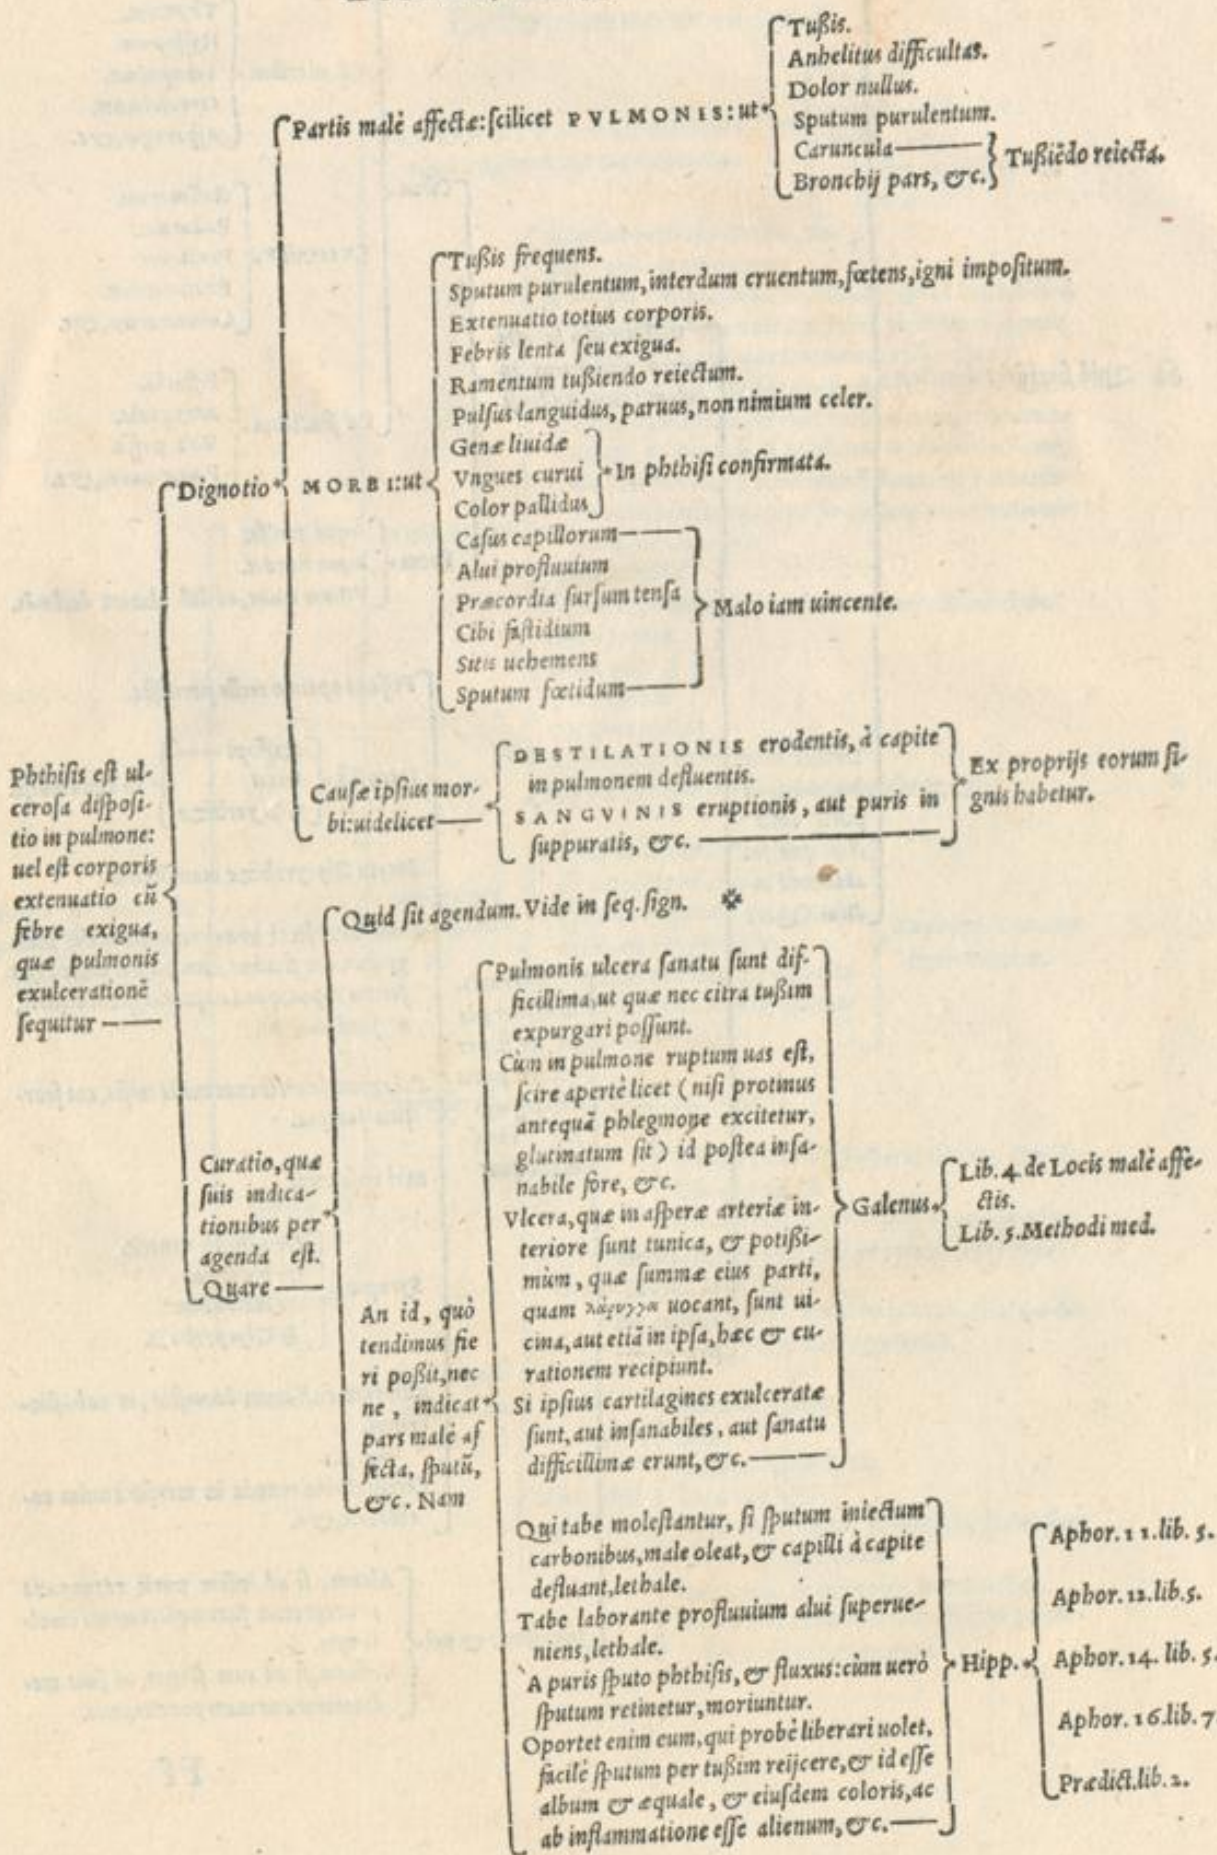 Tußis.
Anhelitus difficultas.
Dolor nullus.
Partis malè affectæ: ſcilicet PVLMONIS: ut
Sputum purulentum.
Caruncula
Tußiẽdo reiecta.
Bronchij pars, &c.
Tußis frequens.
Sputum purulentum, interdum cruentum, fœtens, igni impoſitum.
Extenuatio totius corporis.
Febris lenta ſeu exigua.
Ramentum tußiendo reiectum.
Pulſus languidus, paruus, non nimium celer.
Genæ liuidæ
Dignotio
MORBI: ut
Vngues curui
In phthiſi confirmata.
Color pallidus
Caſus capillorum
Alui profluuium
Præcordia ſurſum tenſa
Malo iam uincente.
Cibi faſtidium
Sitis uehemens
Sputum fœtidum
Phthiſis eſt ul-
ceroſa diſpoſi-
tio in pulmone:
uel eſt corporis
extenuatio cũ
febre exigua,
quæ pulmonis
exulcerationẽ
ſequitur
Cauſæ ipſius mor-
bi: uidelicet
DESTILATIONIS erodentis, à capite
in pulmonem defluentis.
SANGVINIS eruptionis, aut puris in
ſuppuratis, &c.
Ex proprijs eorum ſi-
gnis habetur.
Curatio, quæ
ſuis indica-
tionibus per
agenda eſt.
Quare
Quid ſit agendum. Vide in ſeq. ſign.
An id, quò
tendimus fie
ri poßit, nec
ne, indicat
pars malè af
fecta, ſputũ,
&c. Nam
Pulmonis ulcera ſanatu ſunt dif-
ficillima, ut quæ nec citra tußim
expurgari poſſunt.
Cùm in pulmone ruptum uas eſt,
ſcire apertè licet (niſi protinus
antequã phlegmone excitetur,
glutinatum ſit) id poſtea inſa-
nabile fore, &c.
Vlcera, quæ in aſperæ arteriæ in-
teriore ſunt tunica, & potißi-
mùm, quæ ſummæ eius parti,
quam λάρυγγα uocant, ſunt ui-
cina, aut etiã in ipſa, hæc & cu-
rationem recipiunt.
Si ipſius cartilagines exulceratæ
ſunt, aut inſanabiles, aut ſanatu
difficillimæ erunt, &c.
Galenus
Lib. 4. de Locis malè affe-
ctis.
Lib. 5. Methodi med.
Qui tabe moleſtantur, ſi ſputum iniectum
carbonibus, male oleat, & capilli à capite
defluant, lethale.
Tabe laborante profluuium alui ſuperue-
niens, lethale.
A puris ſputo phthiſis, & fluxus: cùm uerò
ſputum retinetur, moriuntur.
Oportet enim eum, qui probè liberari uolet,
facilè ſputum per tußim reijcere, & id eſſe
album & æquale, & eiuſdem coloris, ac
ab inflammatione eſſe alienum, &c.
Hipp.
Aphor. 11. lib. 5.
Aphor. 12. lib. 5.
Aphor. 14. lib. 5.
Aphor. 16. lib. 7
Prædict. lib. 2.